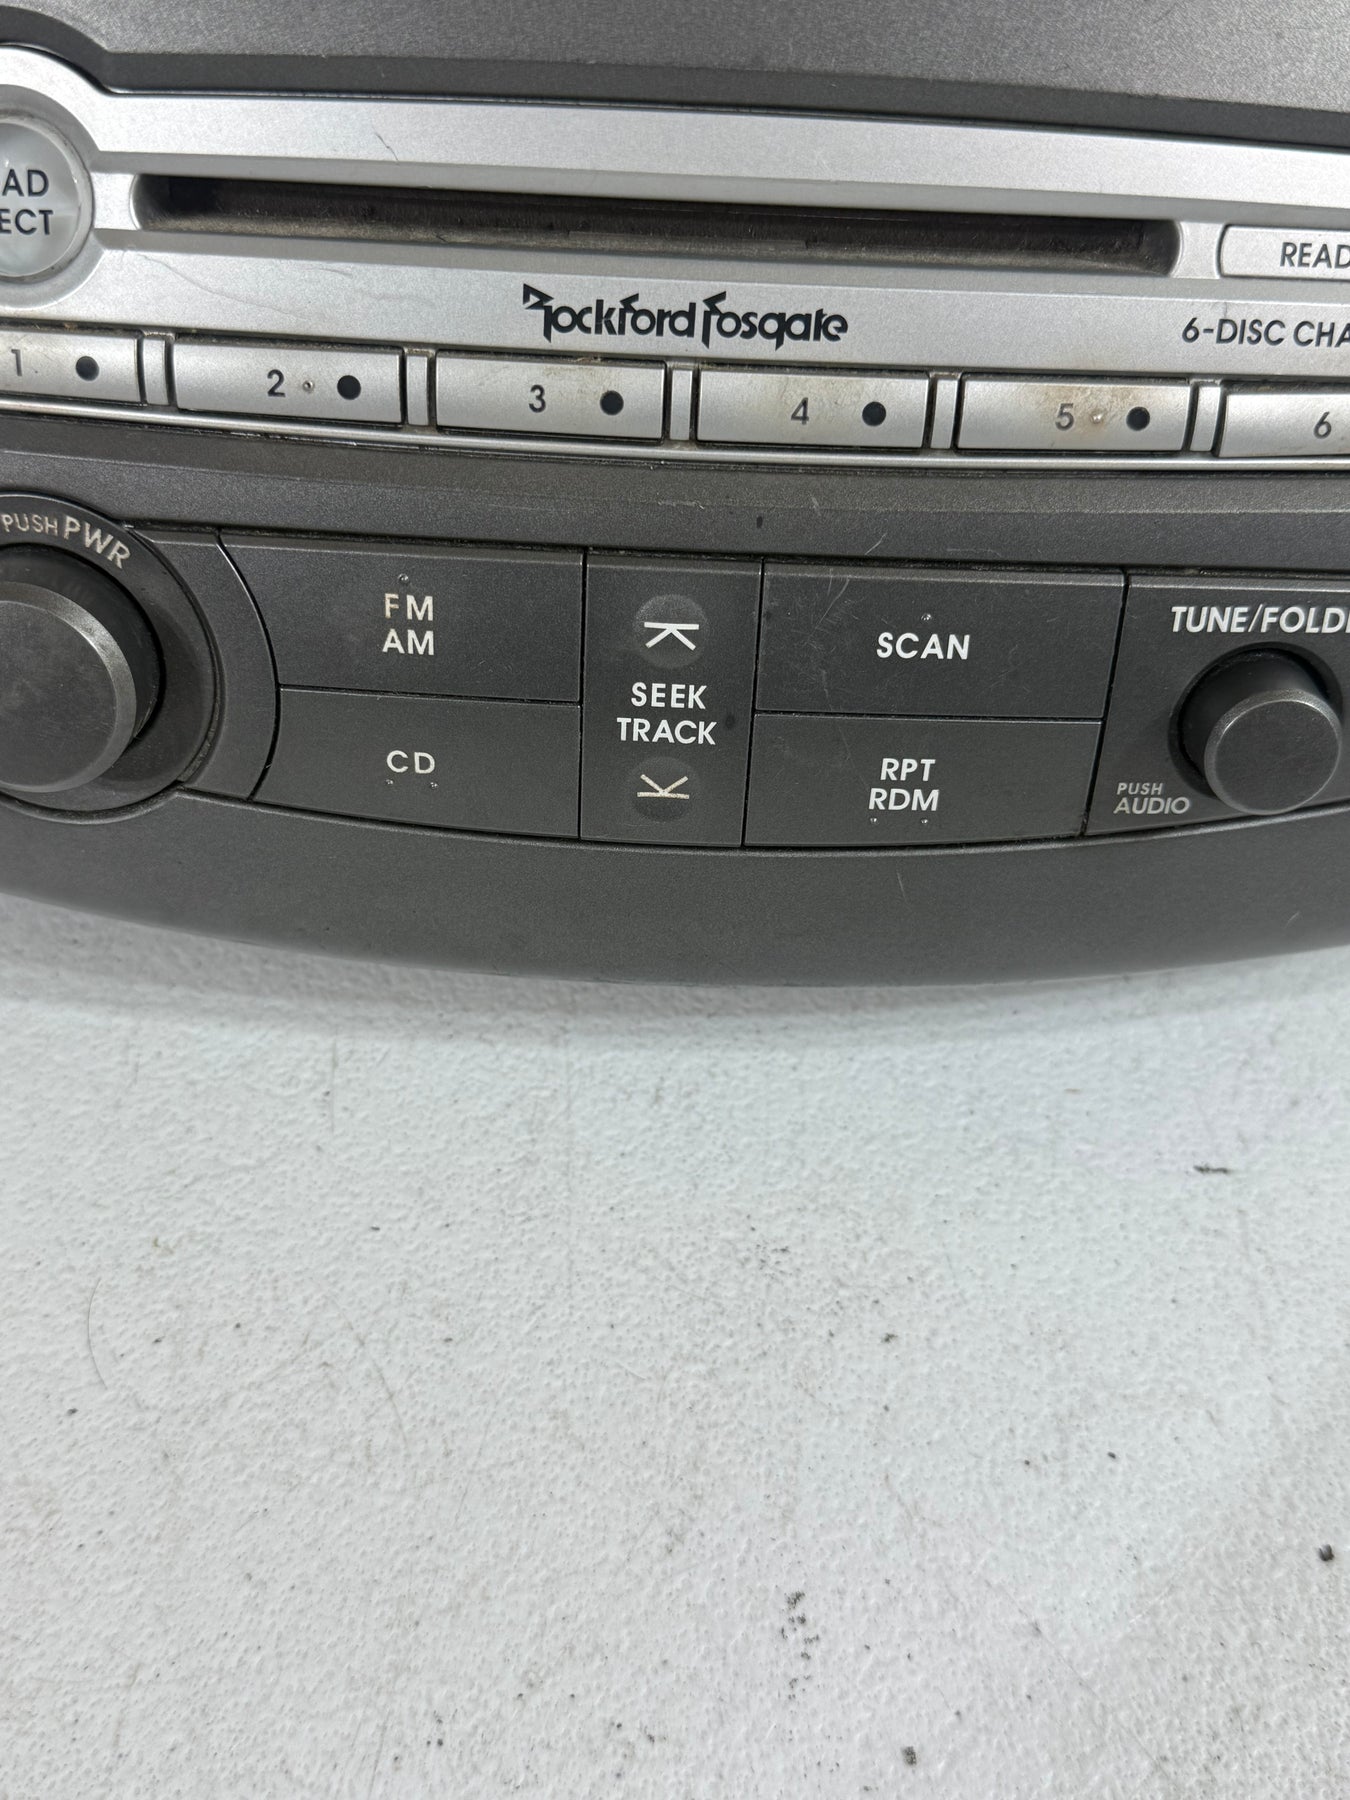 AD
ECT
READ
Rockford Fosgate
6-DISC CHA
1
2
3
4
5
6
PUSH PWR
FM
AM
SEEK
TRACK
SCAN
TUNE/FOLD
CD
RPT
RDM
PUSH
AUDIO